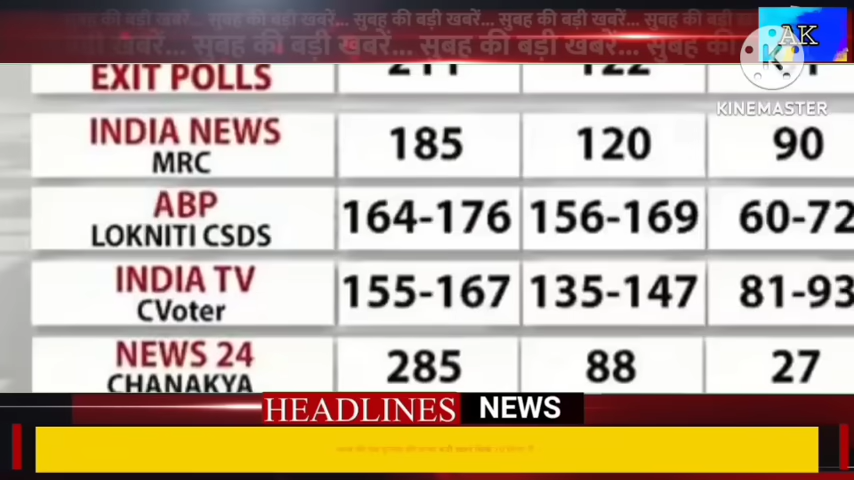 सुबह की बड़ी खबरें... सुबह की बड़ी खबरें... सुबह की बड़ी खबरें... सुबह की बड़ी खबरें...
खबरें... सुबह की बड़ी खबरें... सुबह की बड़ी खबरें... सुबह की
AK
K
KINEMASTER
EXIT POLLS 211 122
INDIA NEWS 185 120 90
MRC
ABP 164-176 156-169 60-72
LOKNITI CSDS
INDIA TV 155-167 135-147 81-93
CVoter
NEWS 24 285 88 27
CHANAKYA
HEADLINES NEWS